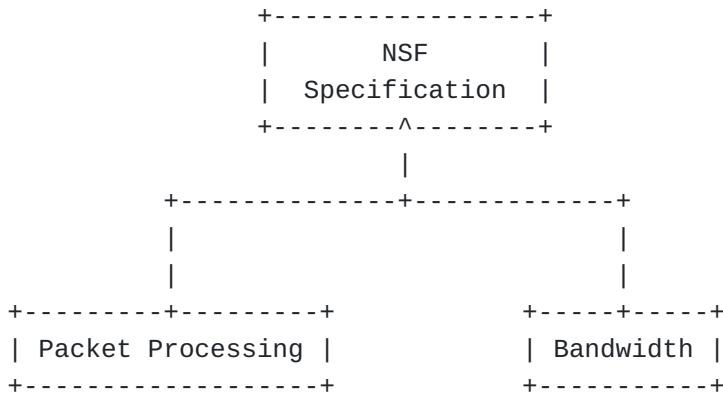 NSF
Specification
Packet Processing
Bandwidth